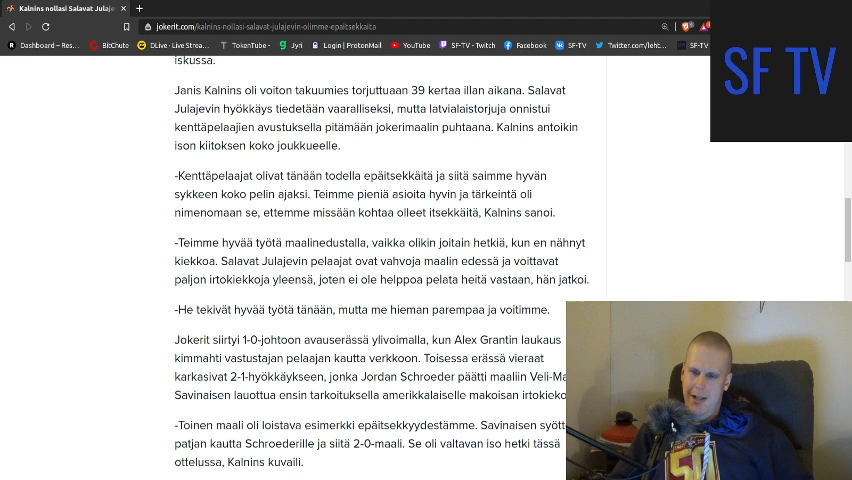 Kalnins nollasi Salavat Julajev
jokerit.com/kalnins-nollasi-salavat-julajevin-olimme-epaitsekkaita
Dashboard – Res... BitChute DLive · Live Strea... TokenTube - Jyri Login | ProtonMail YouTube SF-TV - Twitch Facebook SF-TV Twitter.com/leht... SF-TV
SF TV
iskussa.
Janis Kalnins oli voiton takuumies torjuttuaan 39 kertaa illan aikana. Salavat
Julajevin hyökkäys tiedetään vaaralliseksi, mutta latvialaistorjuja onnistui
kenttäpelaajien avustuksella pitämään jokerimaalin puhtaana. Kalnins antoikin
ison kiitoksen koko joukkueelle.
-Kenttäpelaajat olivat tänään todella epäitsekkäitä ja siitä saimme hyvän
sykkeen koko pelin ajaksi. Teimme pieniä asioita hyvin ja tärkeintä oli
nimenomaan se, ettemme missään kohtaa olleet itsekkäitä, Kalnins sanoi.
-Teimme hyvää työtä maalinedustalla, vaikka olikin joitain hetkiä, kun en nähnyt
kiekkoa. Salavat Julajevin pelaajat ovat vahvoja maalin edessä ja voittavat
paljon irtokiekkoja yleensä, joten ei ole helppoa pelata heitä vastaan, hän jatkoi.
-He tekivät hyvää työtä tänään, mutta me hieman parempaa ja voitimme.
Jokerit siirtyi 1-0-johtoon avauserässä ylivoimalla, kun Alex Grantin laukaus
kimmahti vastustajan pelaajan kautta verkkoon. Toisessa erässä vieraat
karkasivat 2-1-hyökkäykseen, jonka Jordan Schroeder päätti maaliin Veli-Ma
Savinaisen lauottua ensin tarkoituksella amerikkalaiselle makoisan irtokieko
-Toinen maali oli loistava esimerkki epäitsekkyydestämme. Savinaisen syött
patjan kautta Schroederille ja siitä 2-0-maali. Se oli valtavan iso hetki tässä
ottelussa, Kalnins kuvaili.